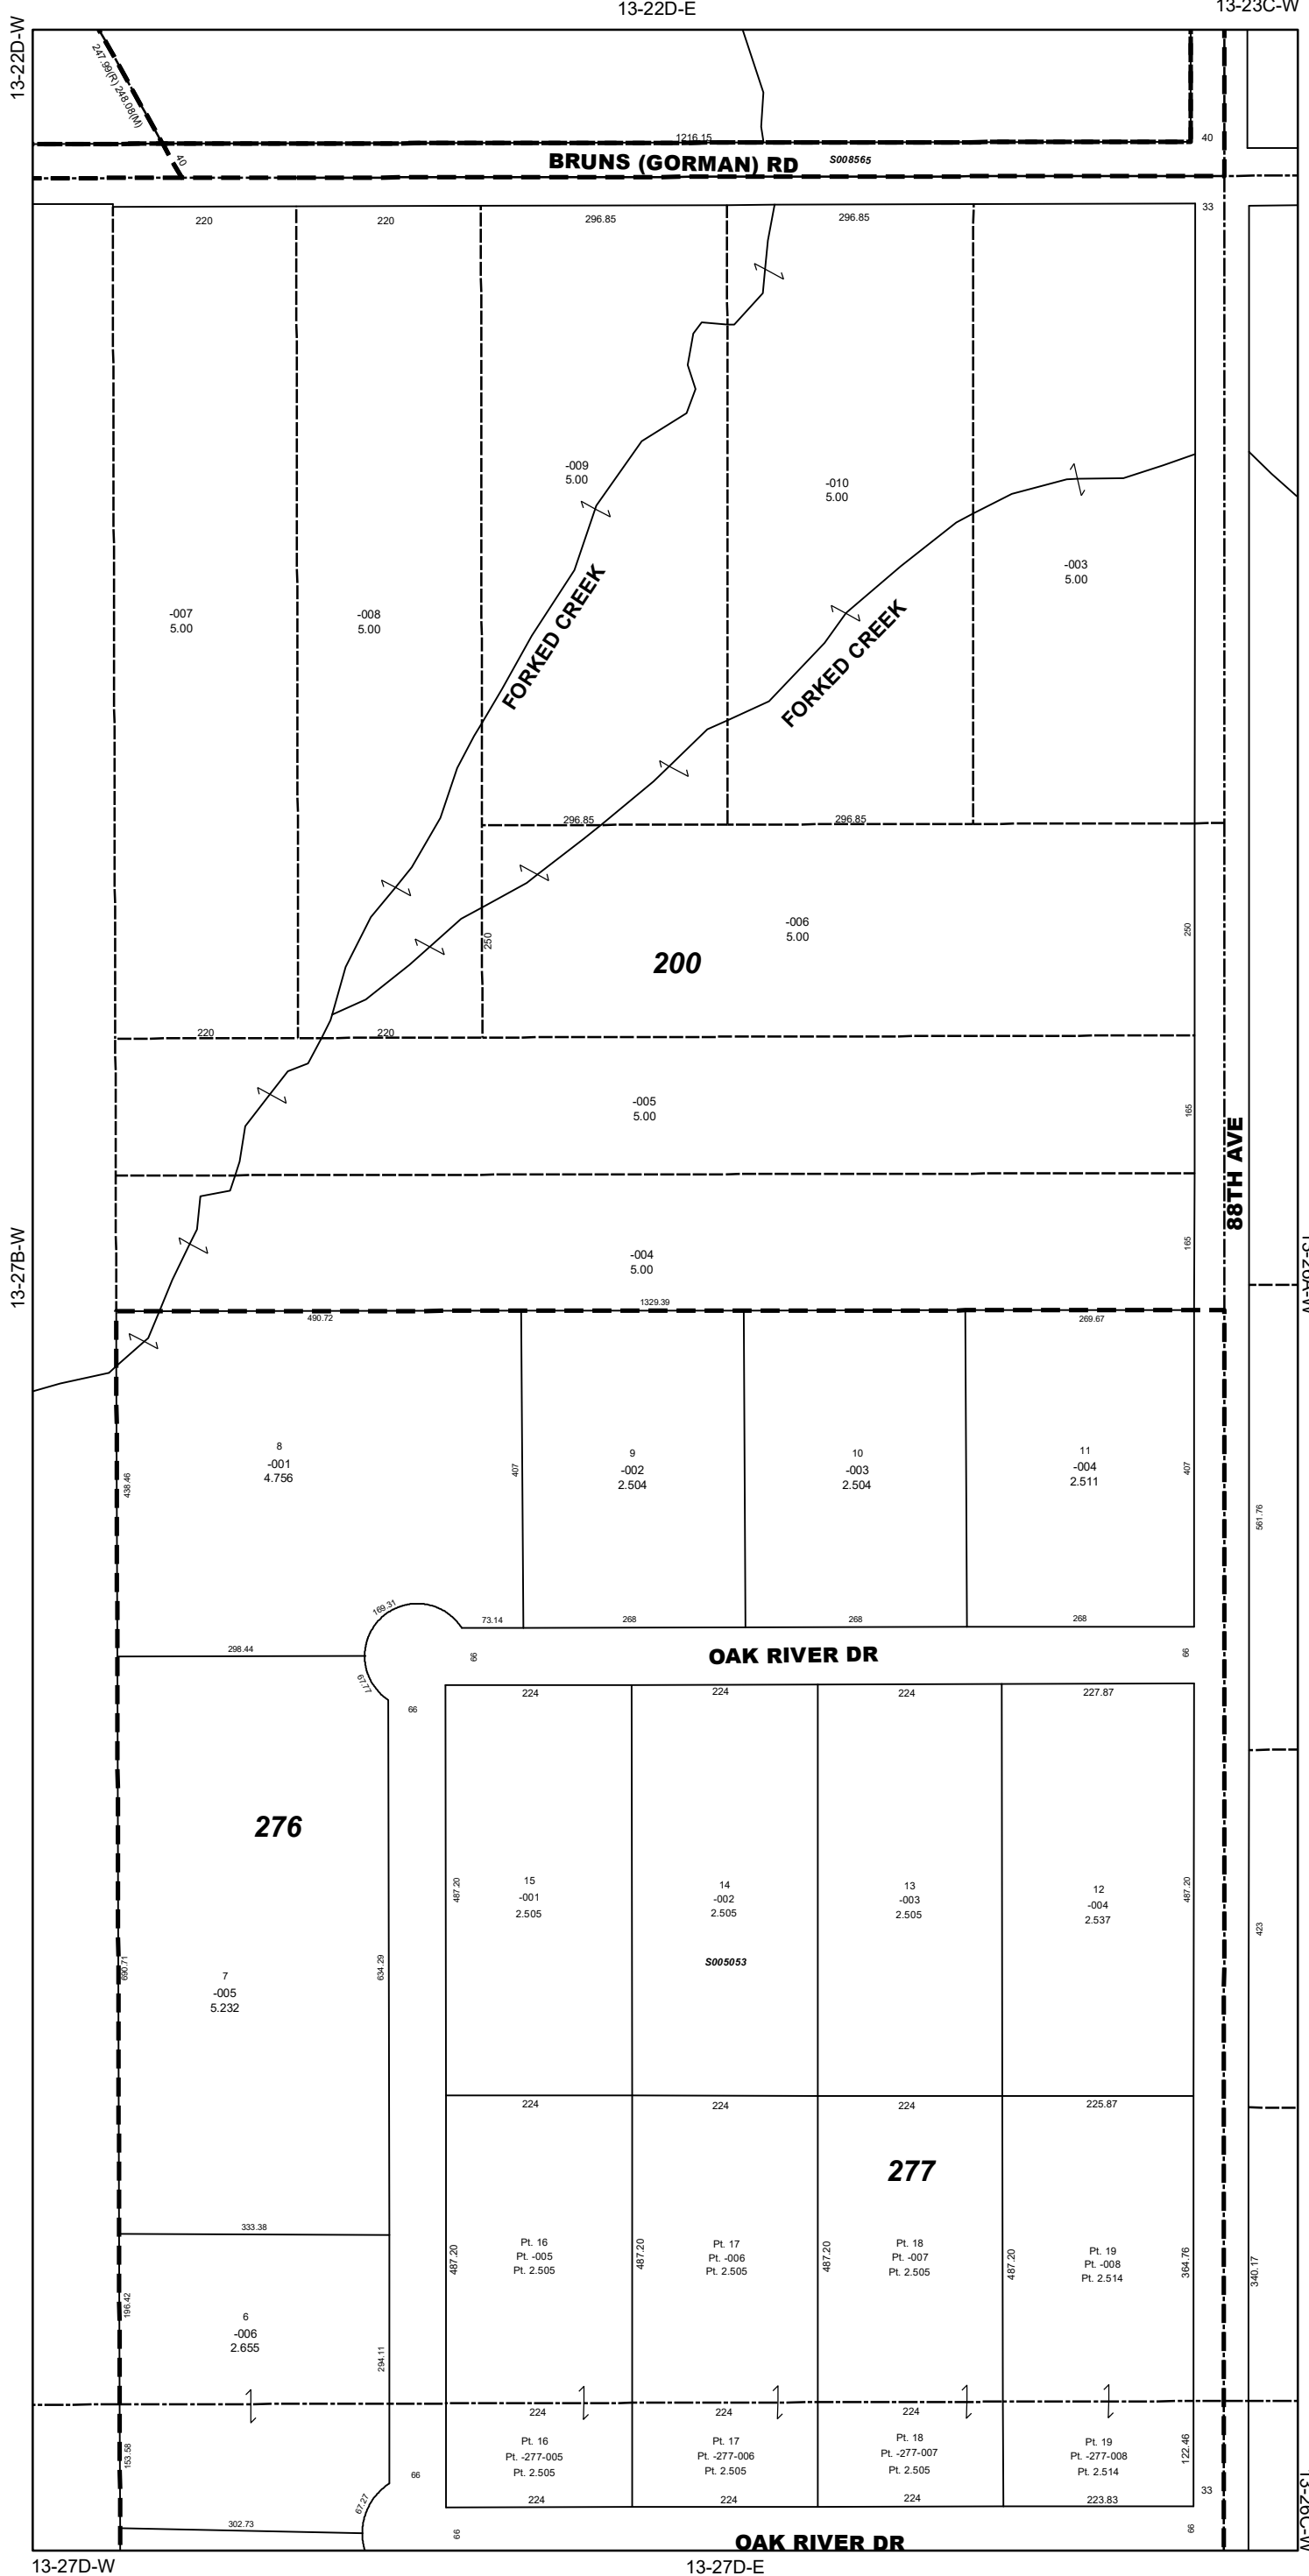 13-22D-E
13-23C-W
13-22D-W
247.99(R) 248.08(M)
40
1216.15
40
BRUNS (GORMAN) RD
S008565
33
220
220
296.85
296.85
-009
5.00
-010
5.00
-003
5.00
-007
5.00
-008
5.00
FORKED CREEK
FORKED CREEK
296.85
296.85
-006
5.00
250
250
200
220
220
-005
5.00
165
88TH AVE
13-27B-W
13-26A-W
165
-004
5.00
1329.39
490.72
269.67
8
-001
4.756
9
-002
2.504
10
-003
2.504
11
-004
2.511
438.46
407
407
561.76
169.31
73.14
268
268
268
298.44
66
OAK RIVER DR
66
67.77
66
224
224
224
227.87
276
15
-001
2.505
14
-002
2.505
13
-003
2.505
12
-004
2.537
487.20
487.20
423
S005053
690.71
634.29
7
-005
5.232
224
224
224
225.87
277
333.38
Pt. 16
Pt. -005
Pt. 2.505
Pt. 17
Pt. -006
Pt. 2.505
Pt. 18
Pt. -007
Pt. 2.505
Pt. 19
Pt. -008
Pt. 2.514
487.20
487.20
487.20
487.20
364.76
340.17
196.42
6
-006
2.655
294.11
224
224
224
Pt. 16
Pt. -277-005
Pt. 2.505
Pt. 17
Pt. -277-006
Pt. 2.505
Pt. 18
Pt. -277-007
Pt. 2.505
Pt. 19
Pt. -277-008
Pt. 2.514
122.46
153.58
66
33
67.27
224
224
224
223.83
302.73
66
66
OAK RIVER DR
13-26C-W
13-27D-W
13-27D-E